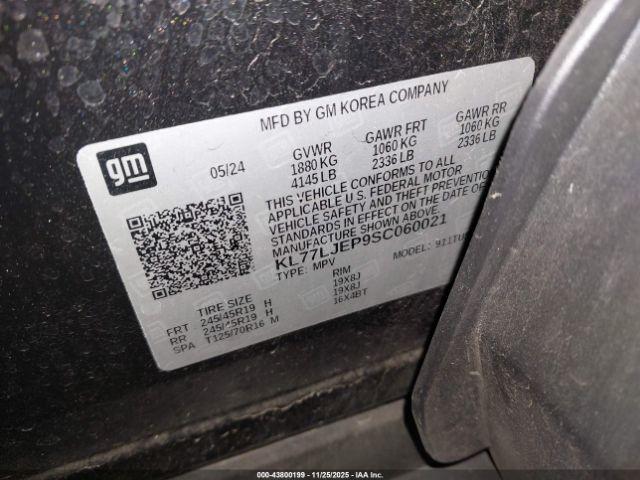 MFD BY GM KOREA COMPANY
gm
05/24
GVWR GAWR FRT GAWR RR
1880 KG 1060 KG 1060 KG
4145 LB 2336 LB 2336 LB
THIS VEHICLE CONFORMS TO ALL
APPLICABLE U.S. FEDERAL MOTOR
VEHICLE SAFETY AND THEFT PREVENTION
STANDARDS IN EFFECT ON THE DATE OF
MANUFACTURE SHOWN ABOVE.
KL77LJEP9SC060021
TYPE: MPV MODEL:
TIRE SIZE RIM
FRT 245/45R19 H 19X8J
RR 245/45R19 H 19X8J
SPA T125/70R16 M 16X4BT
00-43800199 | 11/25/2025 | IAA Inc.